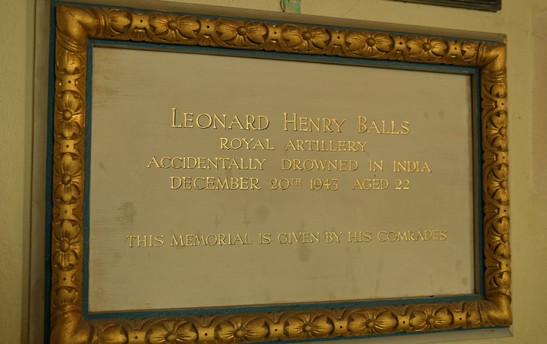 LEONARD HENRY BALLS
ROYAL ARTILLERY
ACCIDENTALLY DROWNED IN INDIA
DECEMBER 20TH 1943 AGED 22
THIS MEMORIAL IS GIVEN BY HIS COMRADES